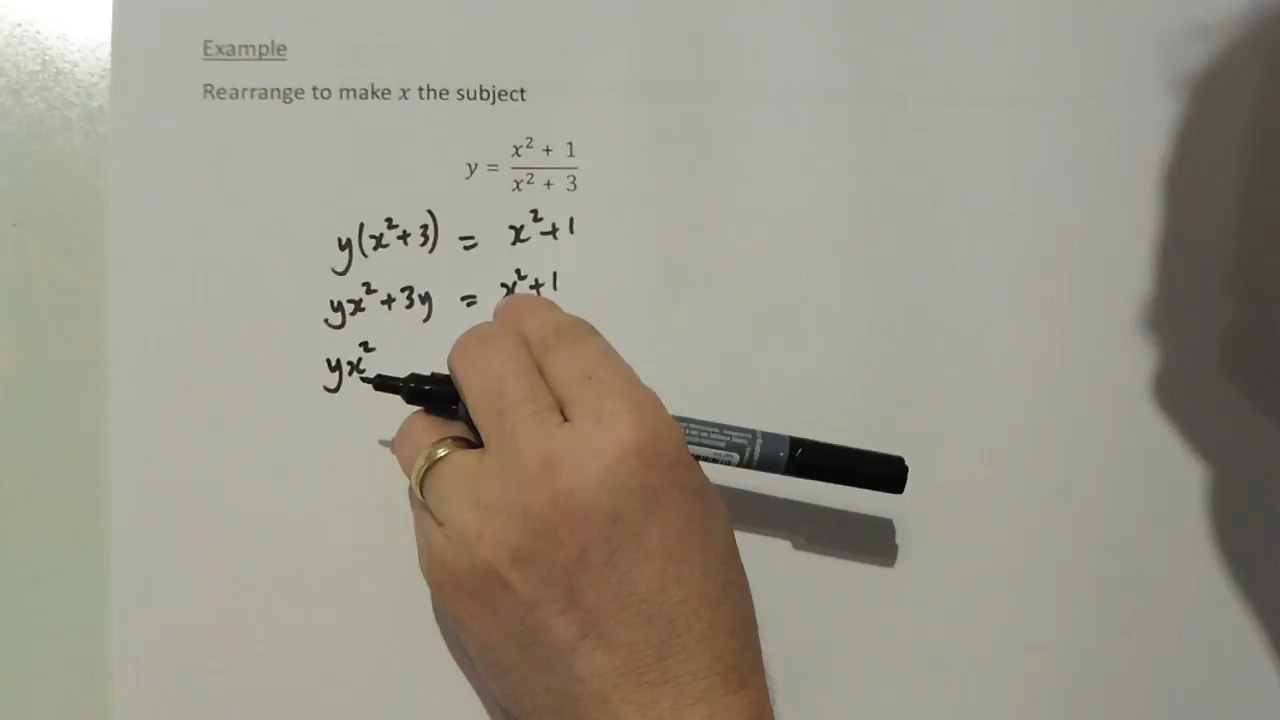 Example
Rearrange to make x the subject
y = x² + 1 / x² + 3
y(x²+3) = x²+1
yx²+3y = x²+1
yx²